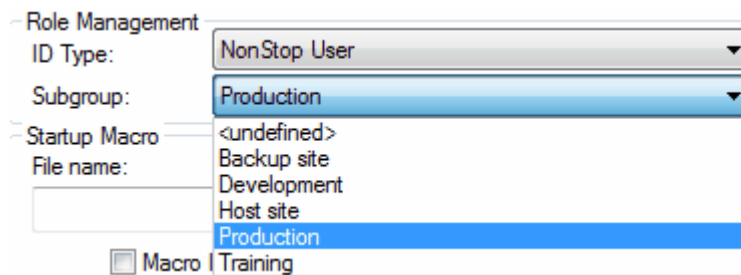 Role Management
ID Type: NonStop User
Subgroup: Production
<undefined>
Startup Macro
Backup site
File name:
Development
Host site
Production
Macro
Training